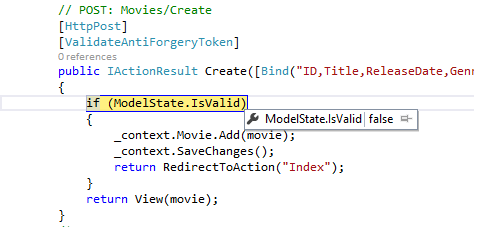 // POST: Movies/Create
[HttpPost]
[ValidateAntiForgeryToken]
0 references
public IActionResult Create([Bind("ID,Title,ReleaseDate,Genr
{
if (ModelState.IsValid)
ModelState.IsValid false
{
_context.Movie.Add(movie);
_context.SaveChanges();
return RedirectToAction("Index");
}
return View(movie);
}